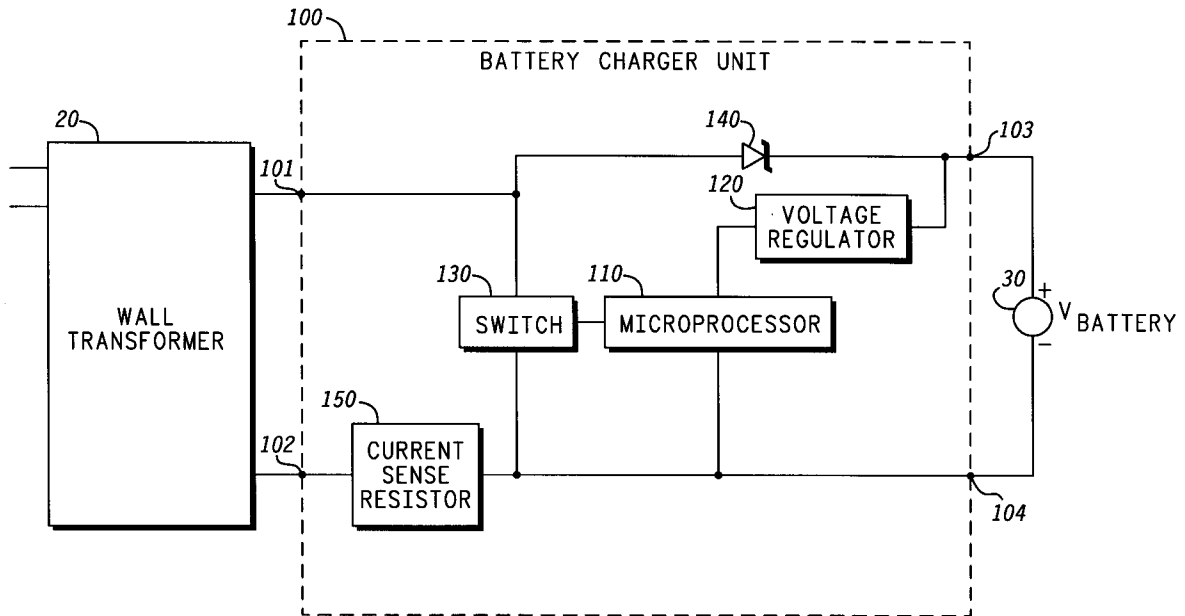 100
BATTERY CHARGER UNIT
20
140
103
101
120
VOLTAGE
REGULATOR
130
110
30
+
WALL
TRANSFORMER
SWITCH
MICROPROCESSOR
V BATTERY
−
150
102
CURRENT
SENSE
RESISTOR
104